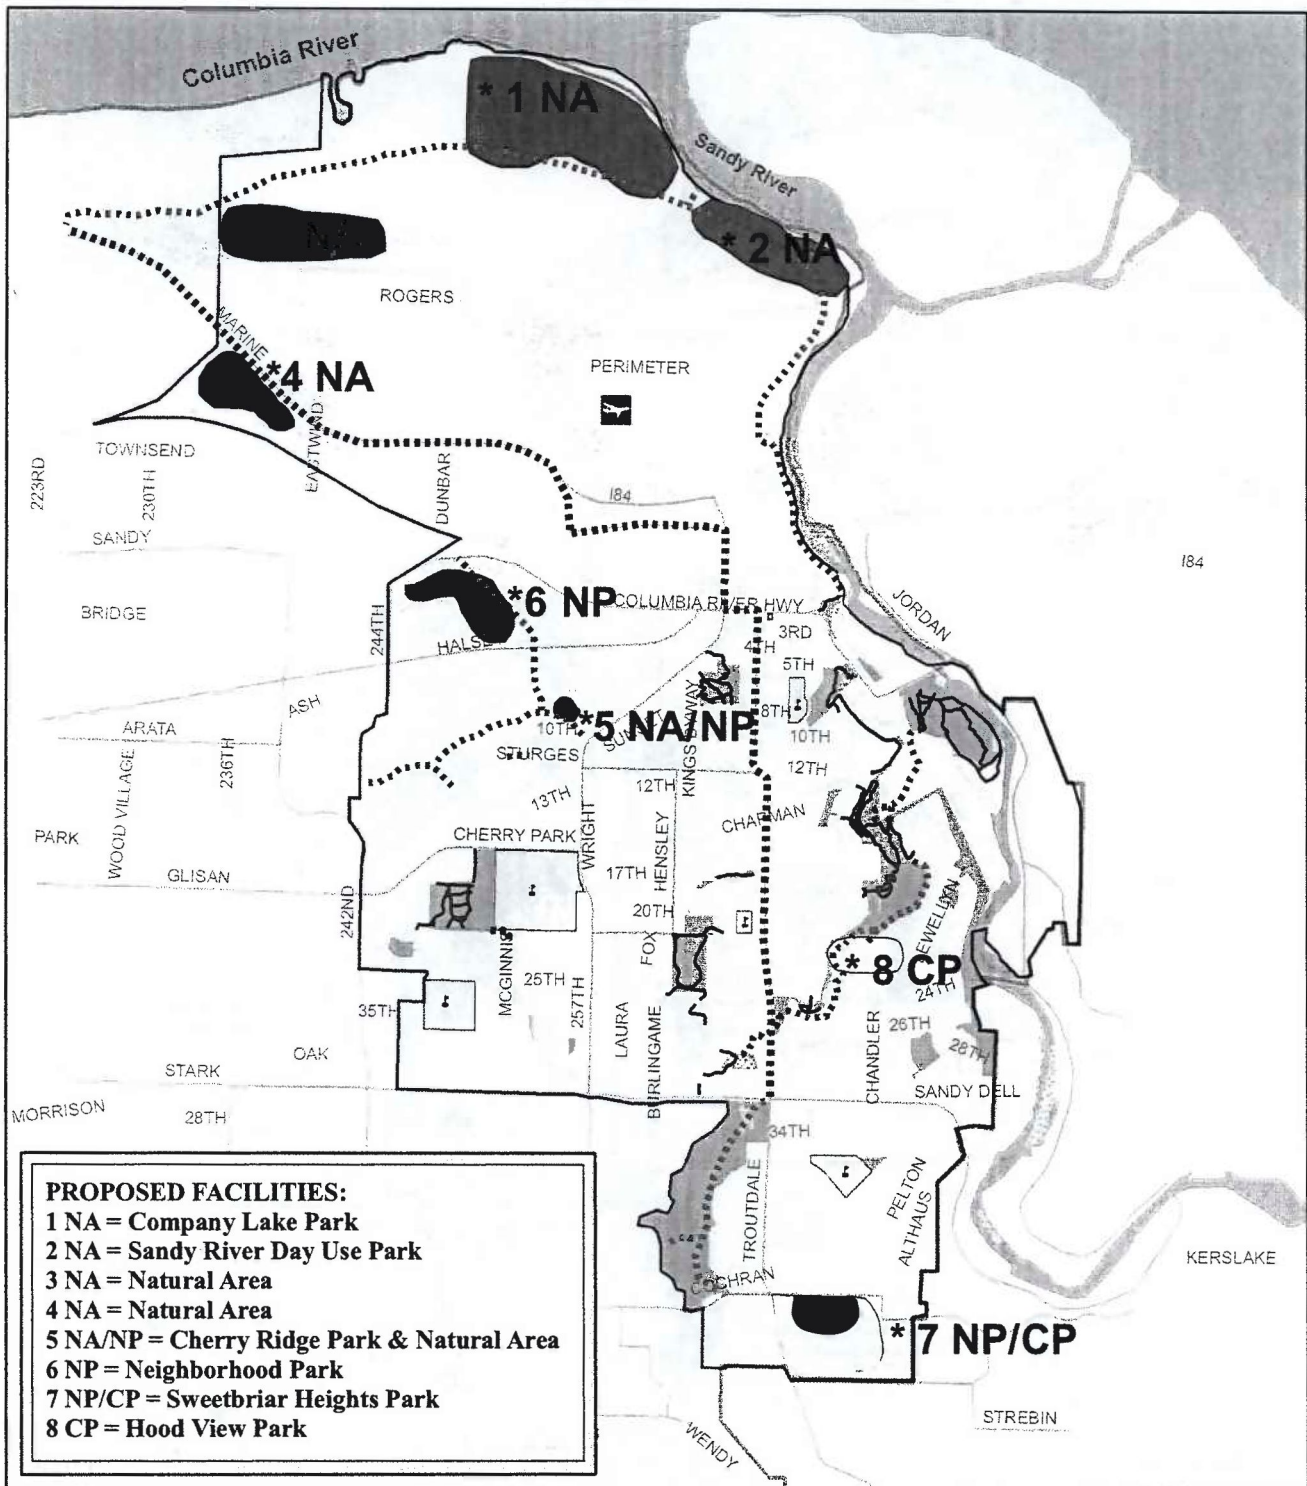 Columbia River
* 1 NA
Sandy River
* 2 NA
ROGERS
MARINE
*4 NA
PERIMETER
EASTWIND
TOWNSEND
223RD
230TH
DUNBAR
I84
SANDY
I84
BRIDGE
244TH
*6 NP
COLUMBIA RIVER HWY
JORDAN
3RD
4TH
5TH
HALSEY
KINGS BYWAY
ASH
ARATA
*5 NA/NP
SUNSET
8TH
10TH
10TH
STURGES
236TH
WOOD VILLAGE
12TH
12TH
13TH
WRIGHT
HENSLEY
CHAPMAN
PARK
CHERRY PARK
GLISAN
17TH
242ND
20TH
FOX
LLEWELLYN
* 8 CP
MCGINNIS
25TH
257TH
24TH
35TH
LAURA
BURLINGAME
CHANDLER
26TH
28TH
OAK
STARK
SANDY DELL
MORRISON
28TH
34TH
TROUTDALE
PELTON
ALTHAUS
COCHRAN
KERSLAKE
* 7 NP/CP
STREBIN
WENDY
PROPOSED FACILITIES:
1 NA = Company Lake Park
2 NA = Sandy River Day Use Park
3 NA = Natural Area
4 NA = Natural Area
5 NA/NP = Cherry Ridge Park & Natural Area
6 NP = Neighborhood Park
7 NP/CP = Sweetbriar Heights Park
8 CP = Hood View Park